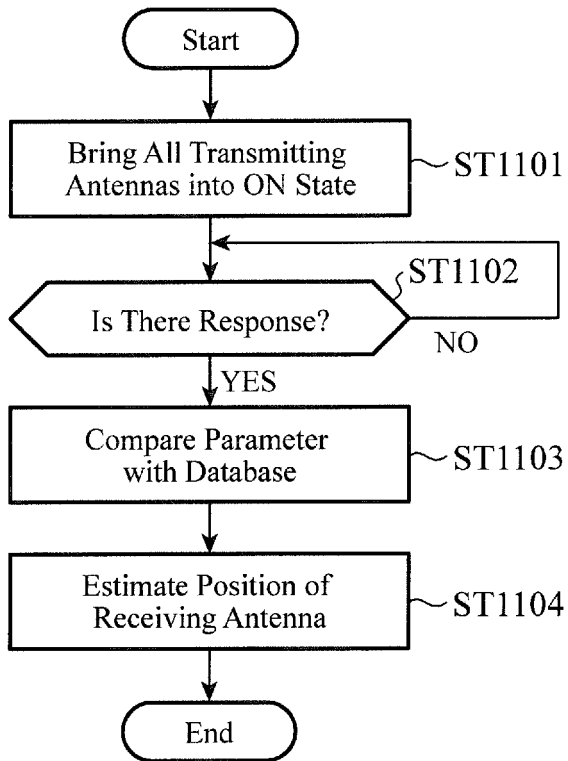 Start
Bring All Transmitting
Antennas into ON State
ST1101
ST1102
Is There Response?
NO
YES
Compare Parameter
with Database
ST1103
Estimate Position of
Receiving Antenna
ST1104
End